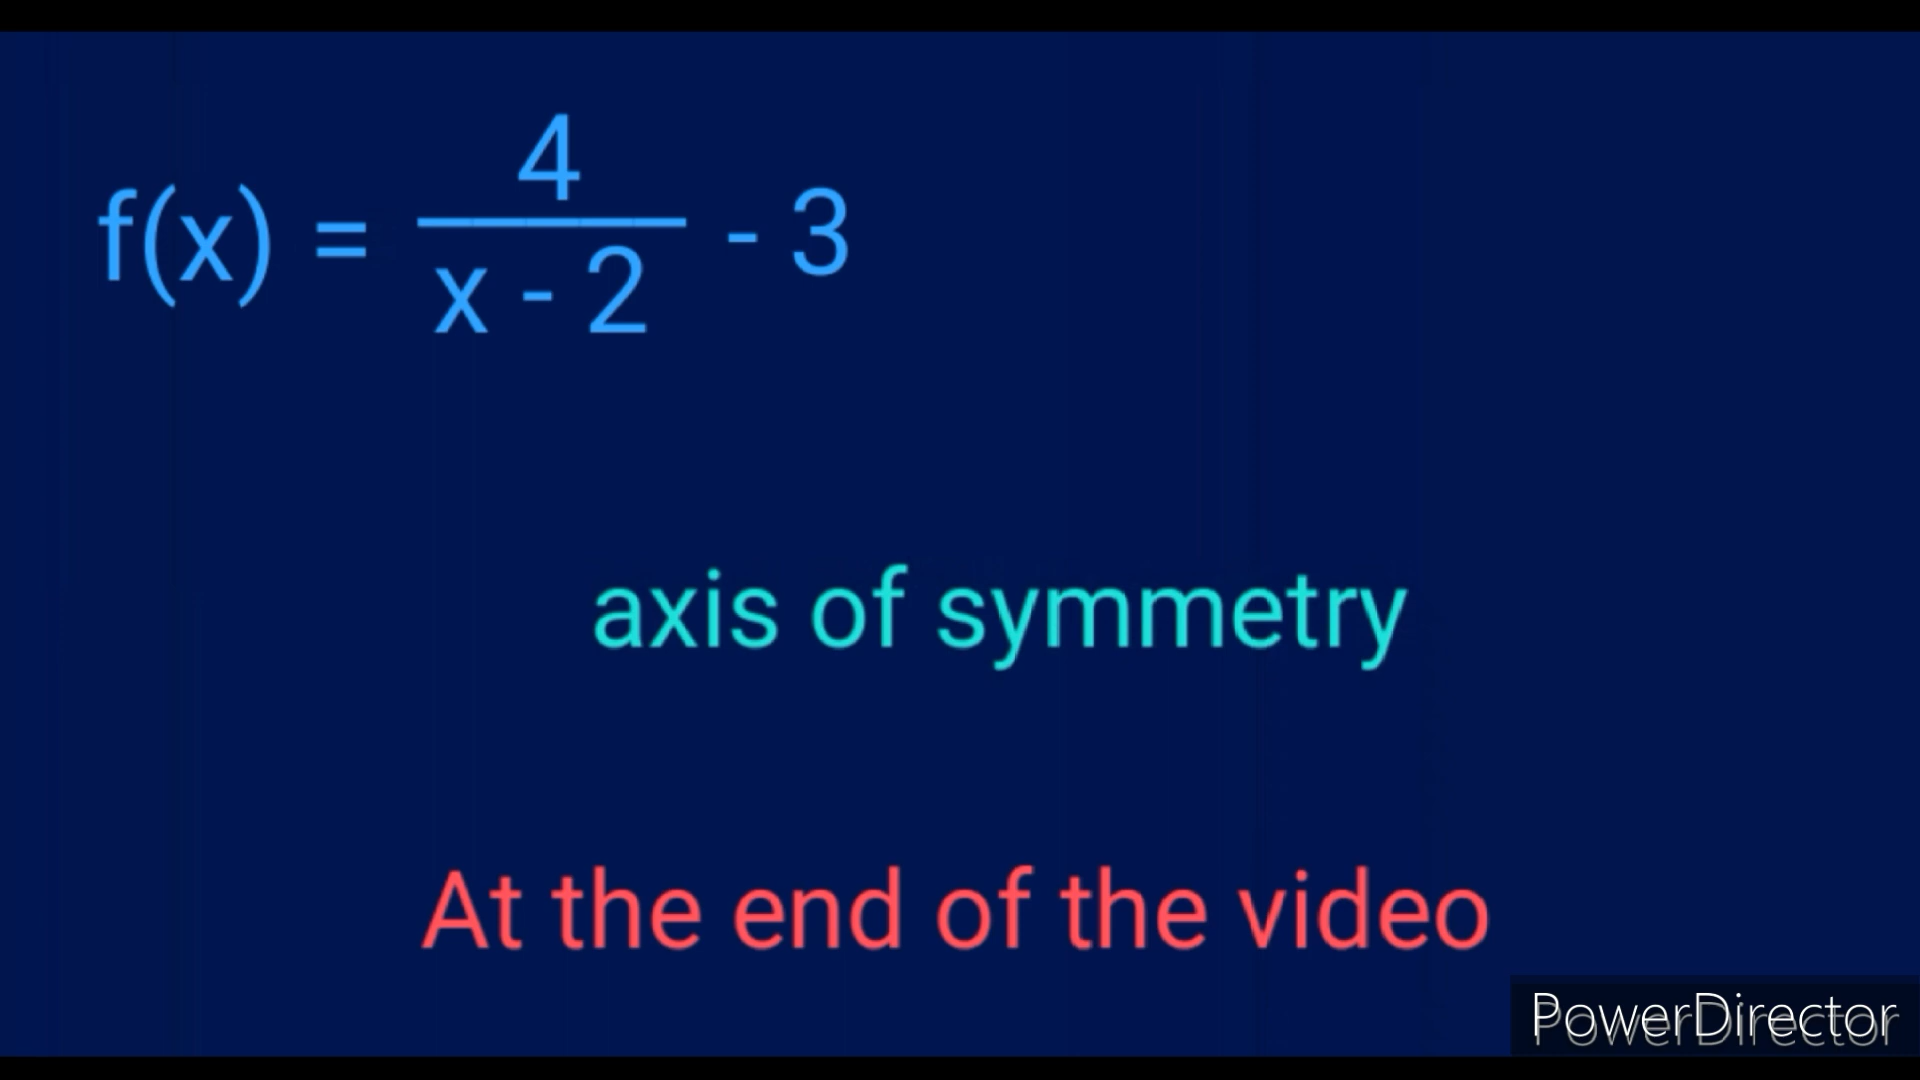 f(x) = 4/(x - 2) - 3
axis of symmetry
At the end of the video
PowerDirector